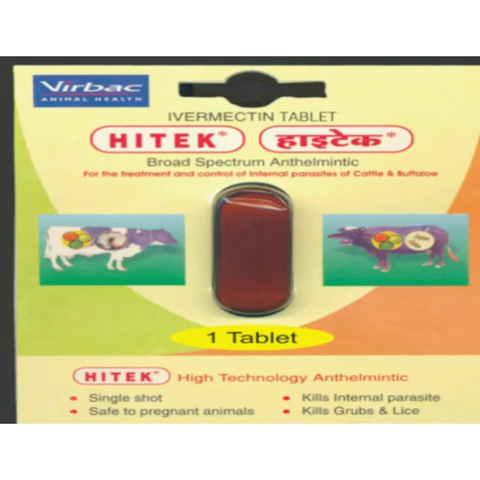 Virbac
ANIMAL HEALTH
IVERMECTIN TABLET
HITEK* हाइटेक*
Broad Spectrum Anthelmintic
For the treatment and control of Internal parasites of Cattle & Buffaloe
1 Tablet
HITEK* High Technology Anthelmintic
• Single shot
• Safe to pregnant animals
• Kills Internal parasite
• Kills Grubs & Lice